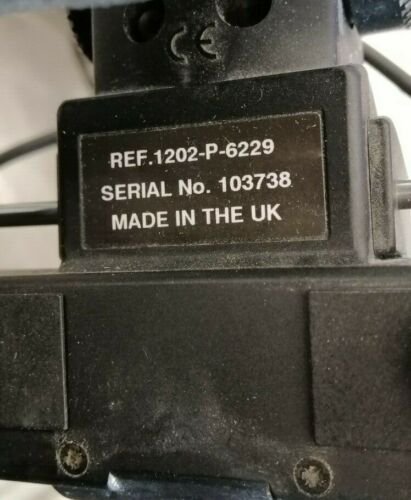 CE
REF.1202-P-6229
SERIAL No. 103738
MADE IN THE UK